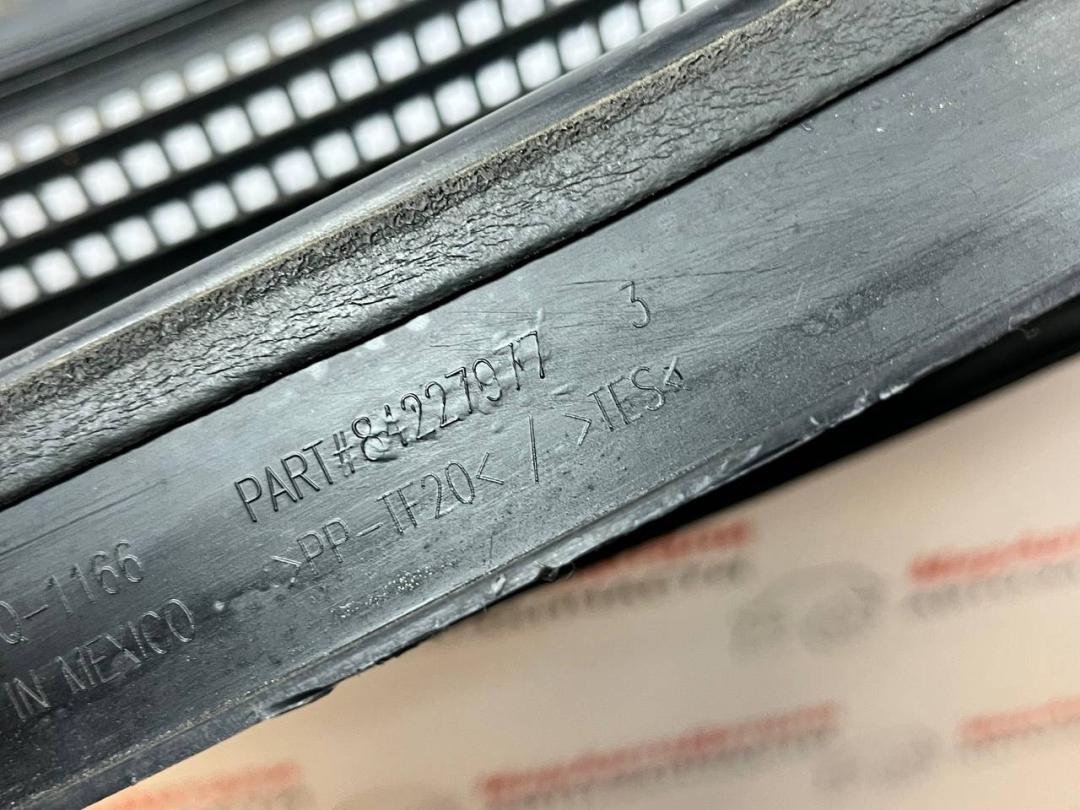 3
PART#84227977
>PP-TF20< / >TES<
Q-1166
IN MEXICO